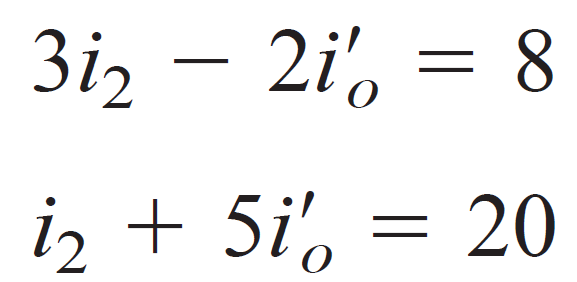 3i₂ − 2i′ₒ = 8
i₂ + 5i′ₒ = 20